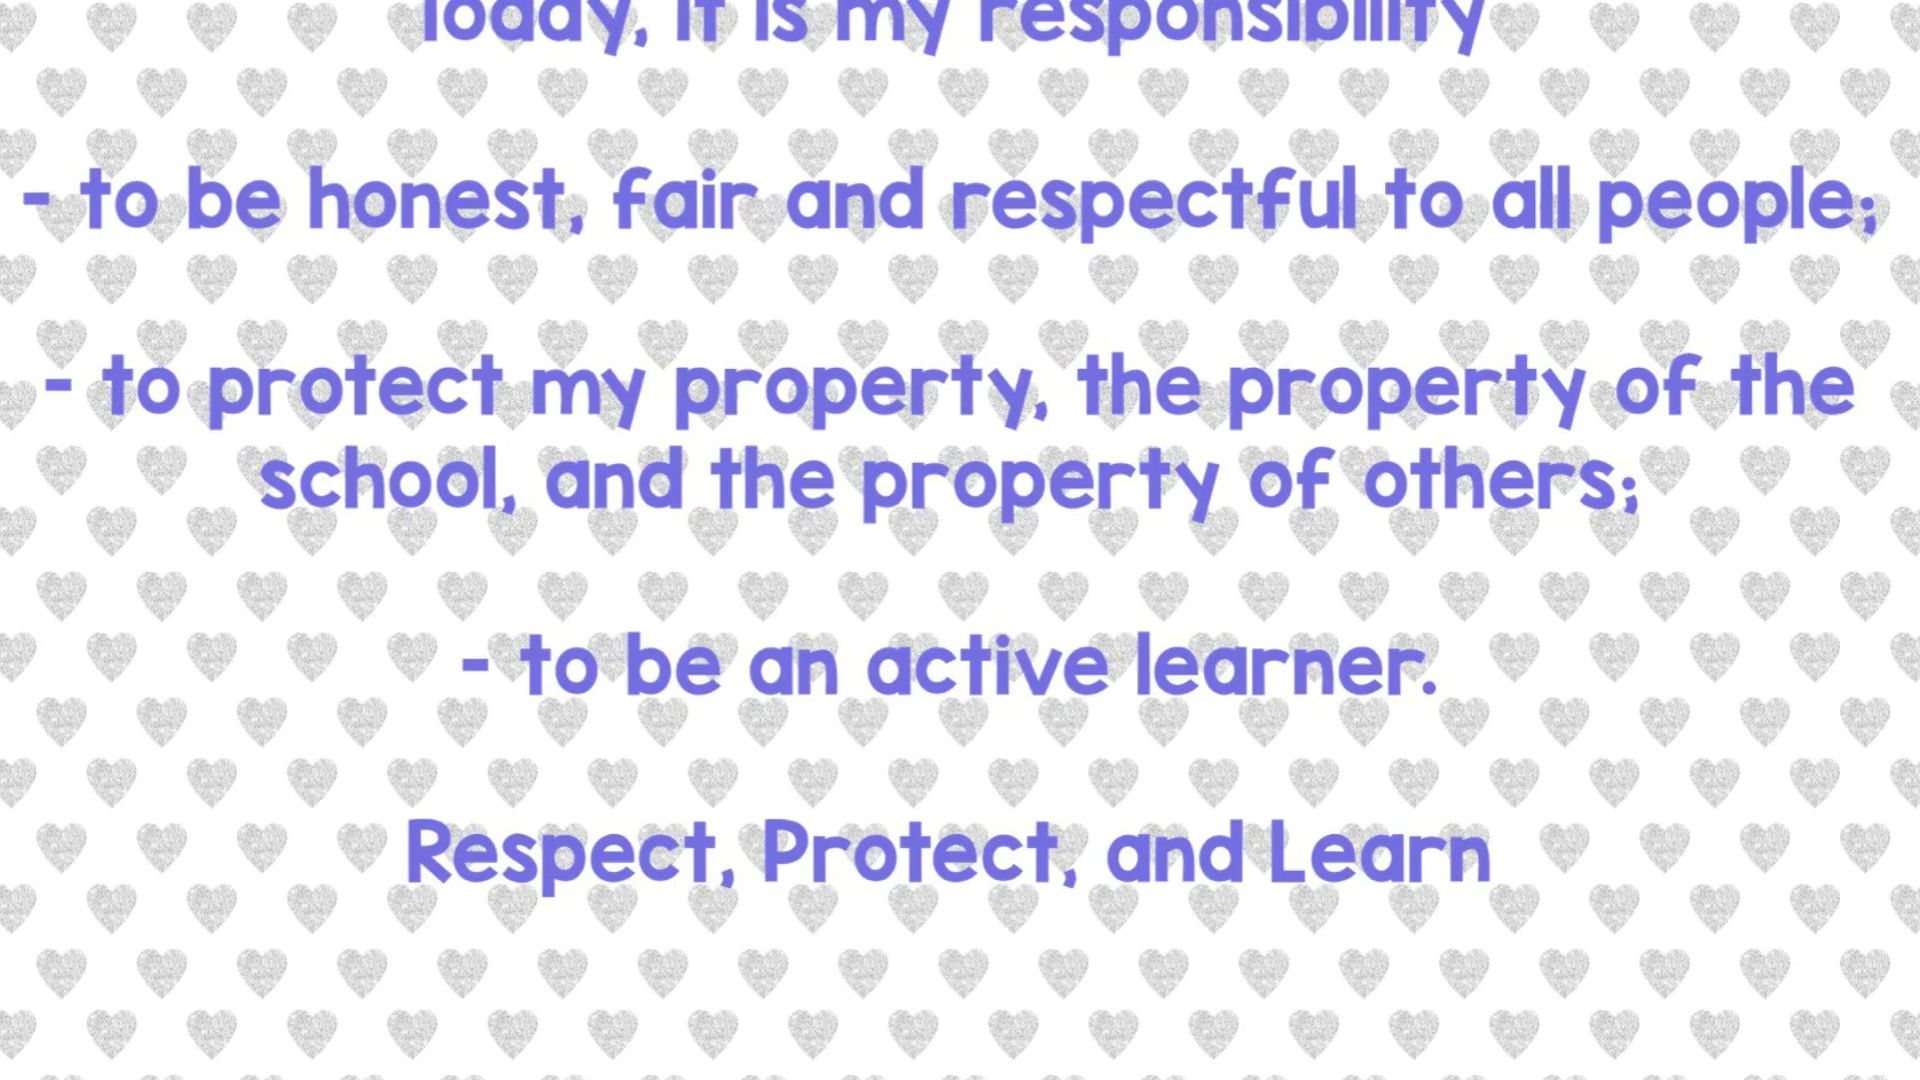 Today, it is my responsibility
- to be honest, fair and respectful to all people;
- to protect my property, the property of the
school, and the property of others;
- to be an active learner.
Respect, Protect, and Learn